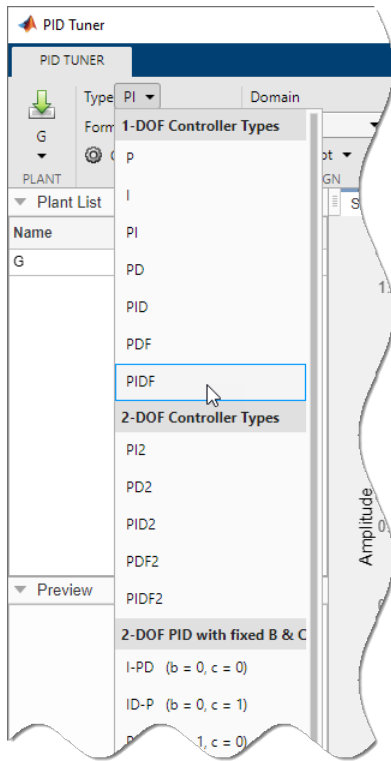 PID Tuner
PID TUNER
Type PI Domain
Form
G
PLANT
Plant List
Name
G
Preview
1-DOF Controller Types
P
I
PI
PD
PID
PDF
PIDF
2-DOF Controller Types
PI2
PD2
PID2
PDF2
PIDF2
2-DOF PID with fixed B & C
I-PD (b = 0, c = 0)
ID-P (b = 0, c = 1)
1, c = 0)
Amplitude